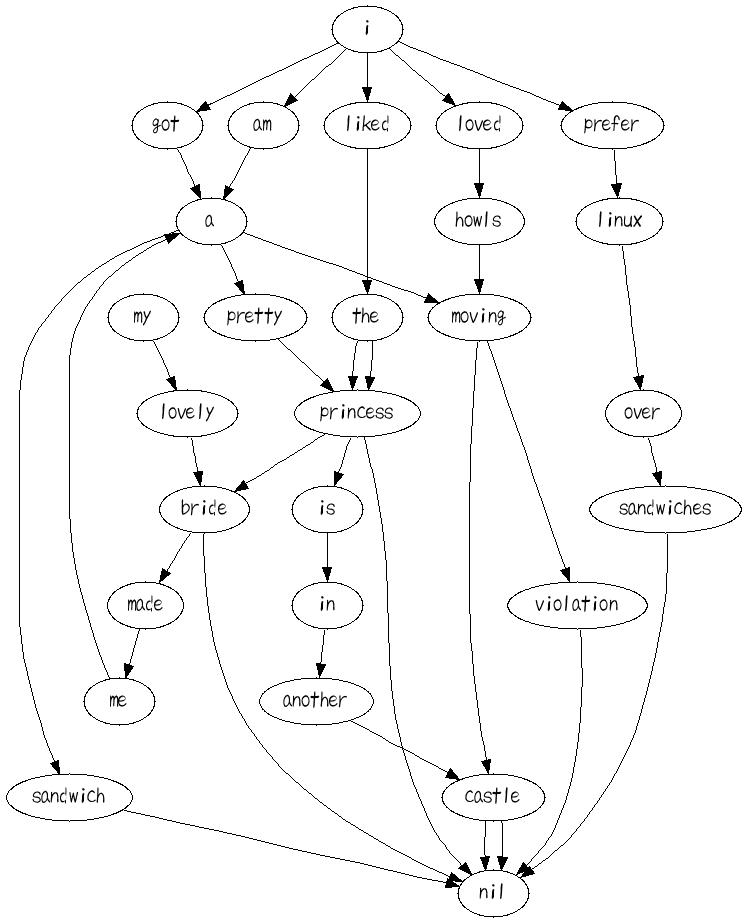 i
got am liked loved prefer
a howls linux
my pretty the moving
lovely princess over
bride is sandwiches
made in violation
me another
sandwich castle
nil